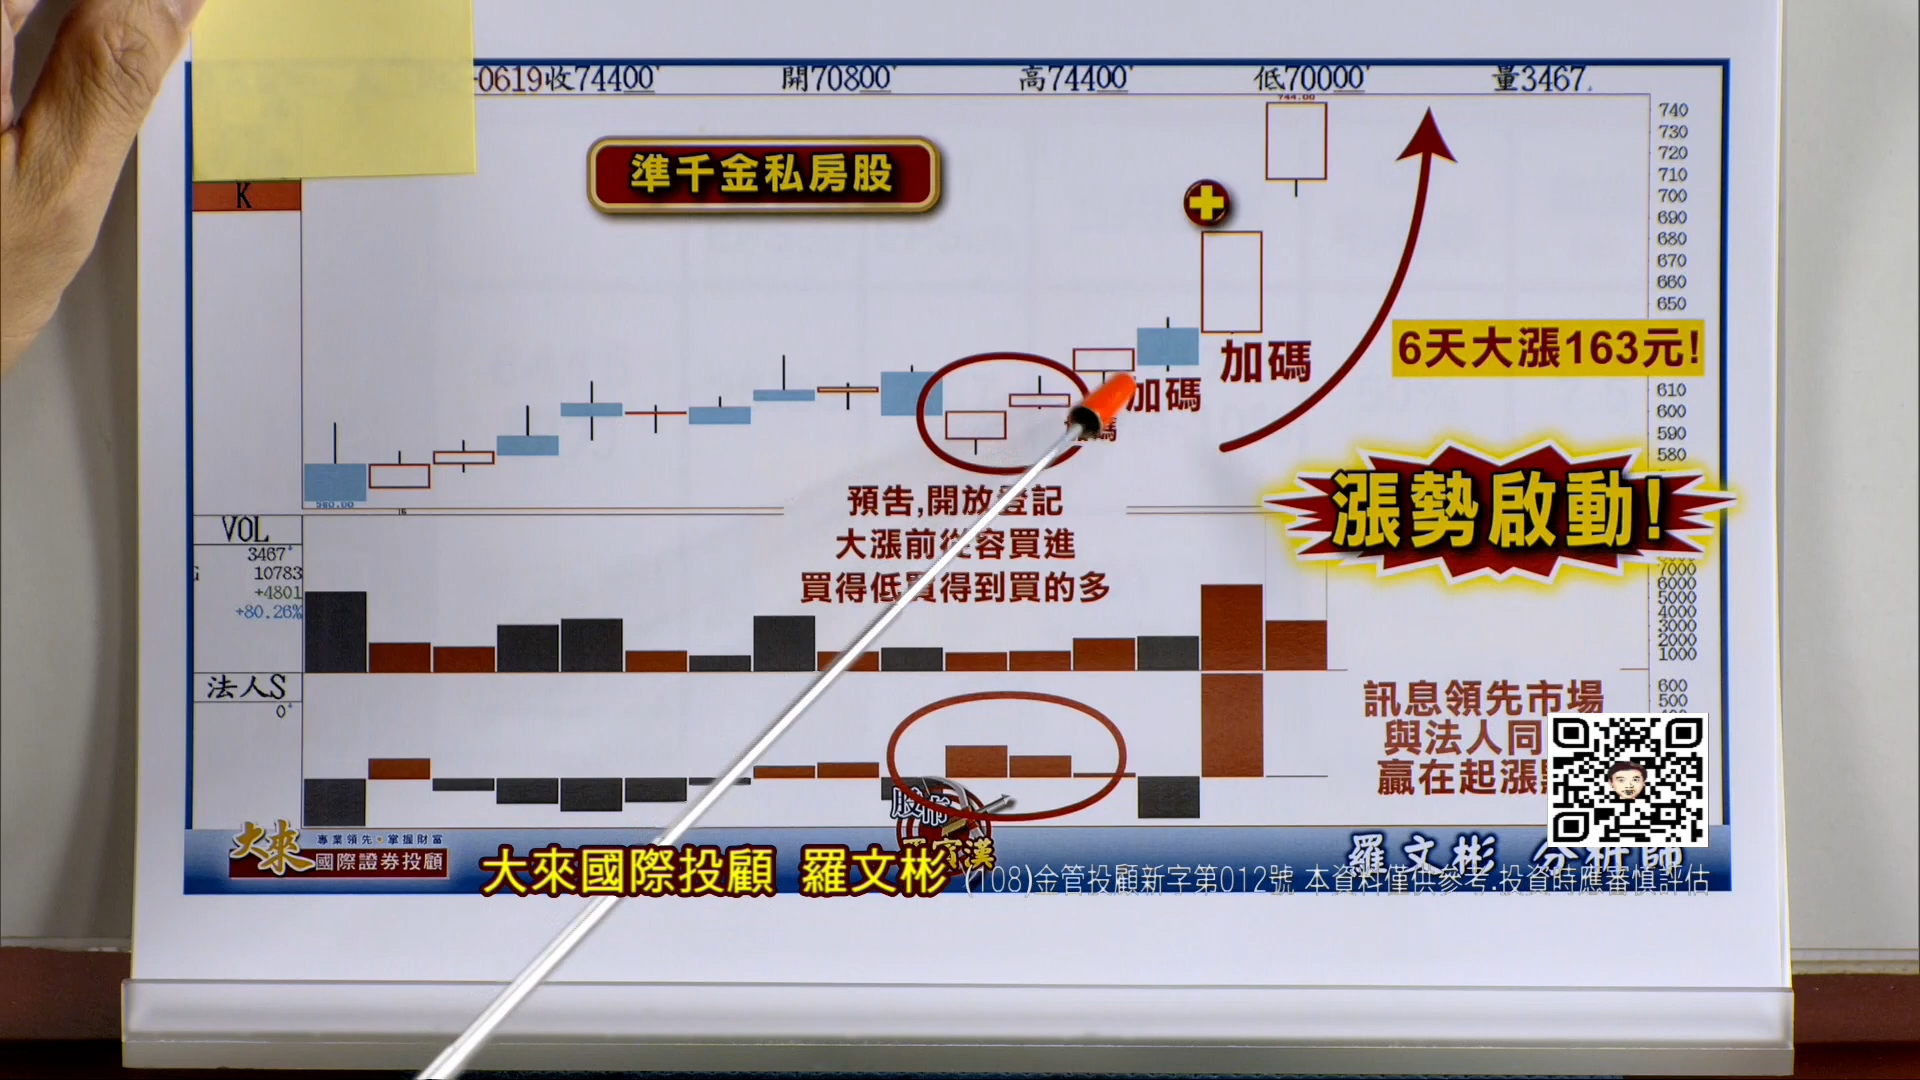 -0619收74400 開70800 高74400 低70000 量3467
744.00
740
730
720
710
700
690
680
670
660
650
610
600
590
580
準千金私房股
K
加碼
加碼
6天大漲163元!
漲勢啟動!
預告,開放登記
大漲前從容買進
買得低買得到買的多
560.00
16
VOL
3467
10783
+4801
+80.26%
7000
6000
5000
4000
3000
2000
1000
法人S
0
600
500
訊息領先市場
與法人同
贏在起漲
大來
專業領先·掌握財富
國際證券投顧
股市
漢
羅文彬 分析師
大來國際投顧 羅文彬
(108)金管投顧新字第012號 本資料僅供參考.投資時應審慎評估